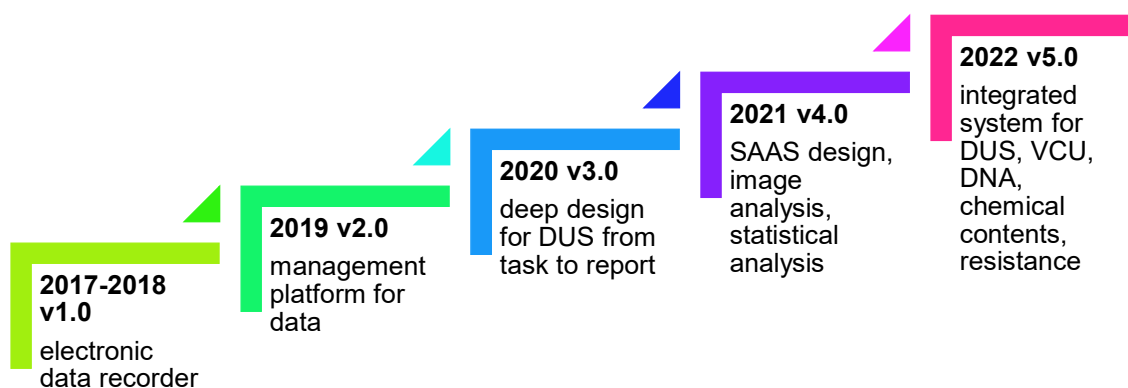 2017-2018
v1.0
electronic
data recorder
2019 v2.0
management
platform for
data
2020 v3.0
deep design
for DUS from
task to report
2021 v4.0
SAAS design,
image
analysis,
statistical
analysis
2022 v5.0
integrated
system for
DUS, VCU,
DNA,
chemical
contents,
resistance